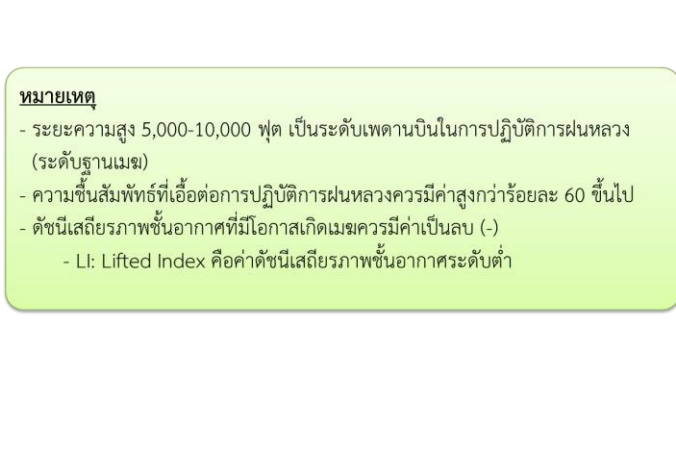 หมายเหตุ
- ระยะความสูง 5,000-10,000 ฟุต เป็นระดับเพดานบินในการปฏิบัติการฝนหลวง
(ระดับฐานเมฆ)
- ความชื้นสัมพัทธ์ที่เอื้อต่อการปฏิบัติการฝนหลวงควรมีค่าสูงกว่าร้อยละ 60 ขึ้นไป
- ดัชนีเสถียรภาพชั้นอากาศที่มีโอกาสเกิดเมฆควรมีค่าเป็นลบ (-)
- LI: Lifted Index คือค่าดัชนีเสถียรภาพชั้นอากาศระดับต่ำ